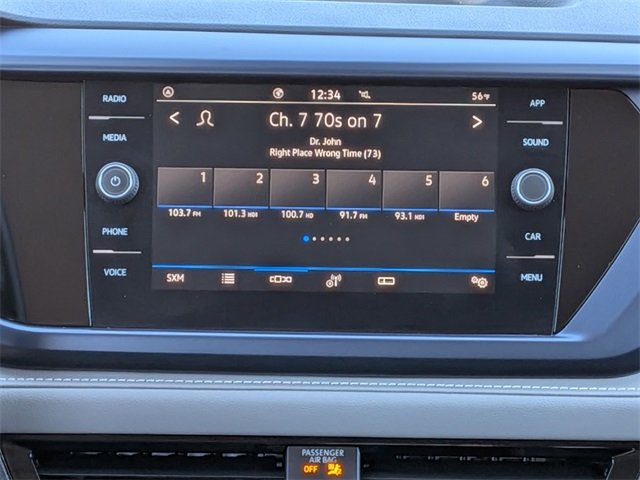 RADIO
MEDIA
PHONE
VOICE
12:34
56°F
Ch. 7 70s on 7
Dr. John
Right Place Wrong Time (73)
1 2 3 4 5 6
103.7 FM 101.3 HD1 100.7 HD 91.7 FM 93.1 HD1 Empty
SXM
APP
SOUND
CAR
MENU
PASSENGER
AIR BAG
OFF